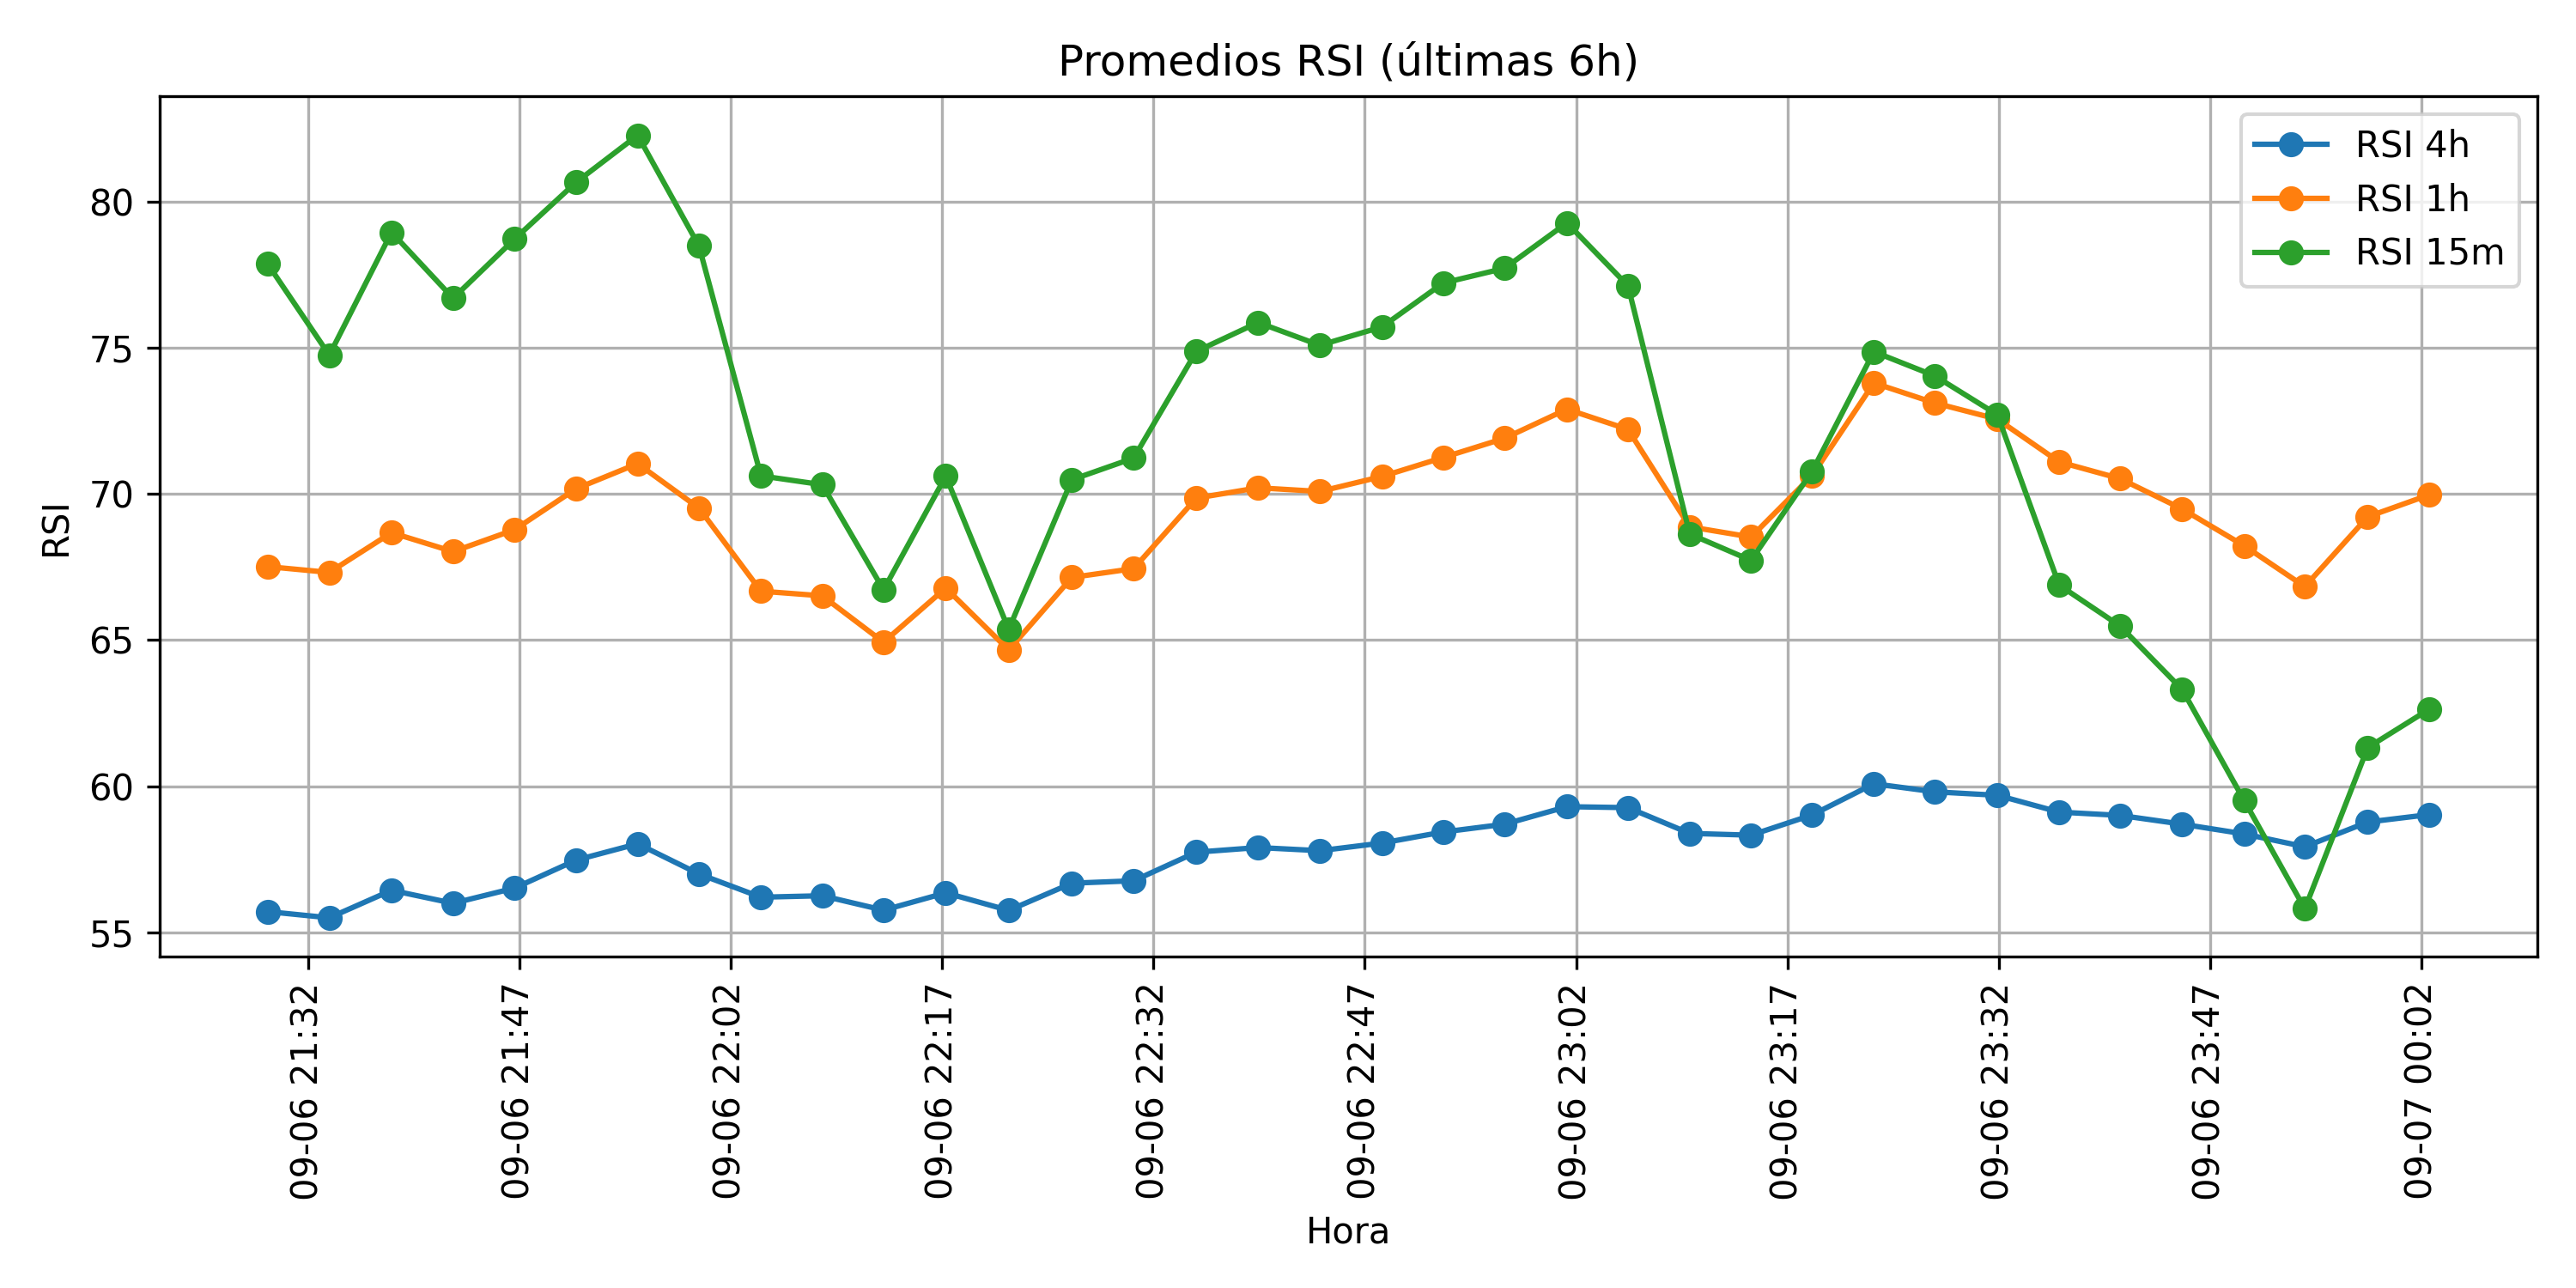 Promedios RSI (últimas 6h)
RSI 4h
RSI 1h
RSI 15m
RSI
80
75
70
65
60
55
09-06 21:32
09-06 21:47
09-06 22:02
09-06 22:17
09-06 22:32
09-06 22:47
09-06 23:02
09-06 23:17
09-06 23:32
09-06 23:47
09-07 00:02
Hora